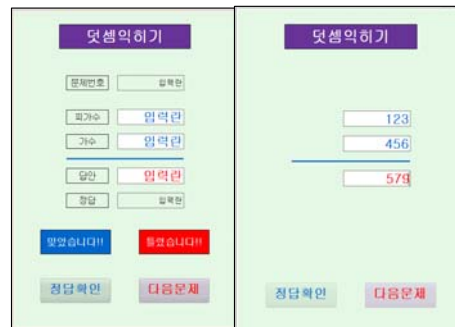 덧셈익히기
문제번호 입력란
피가수 입력란
가수 입력란
답안 입력란
정답 입력란
맞았습니다!! 틀렸습니다!!
정답확인 다음문제
덧셈익히기
123
456
579
정답확인 다음문제